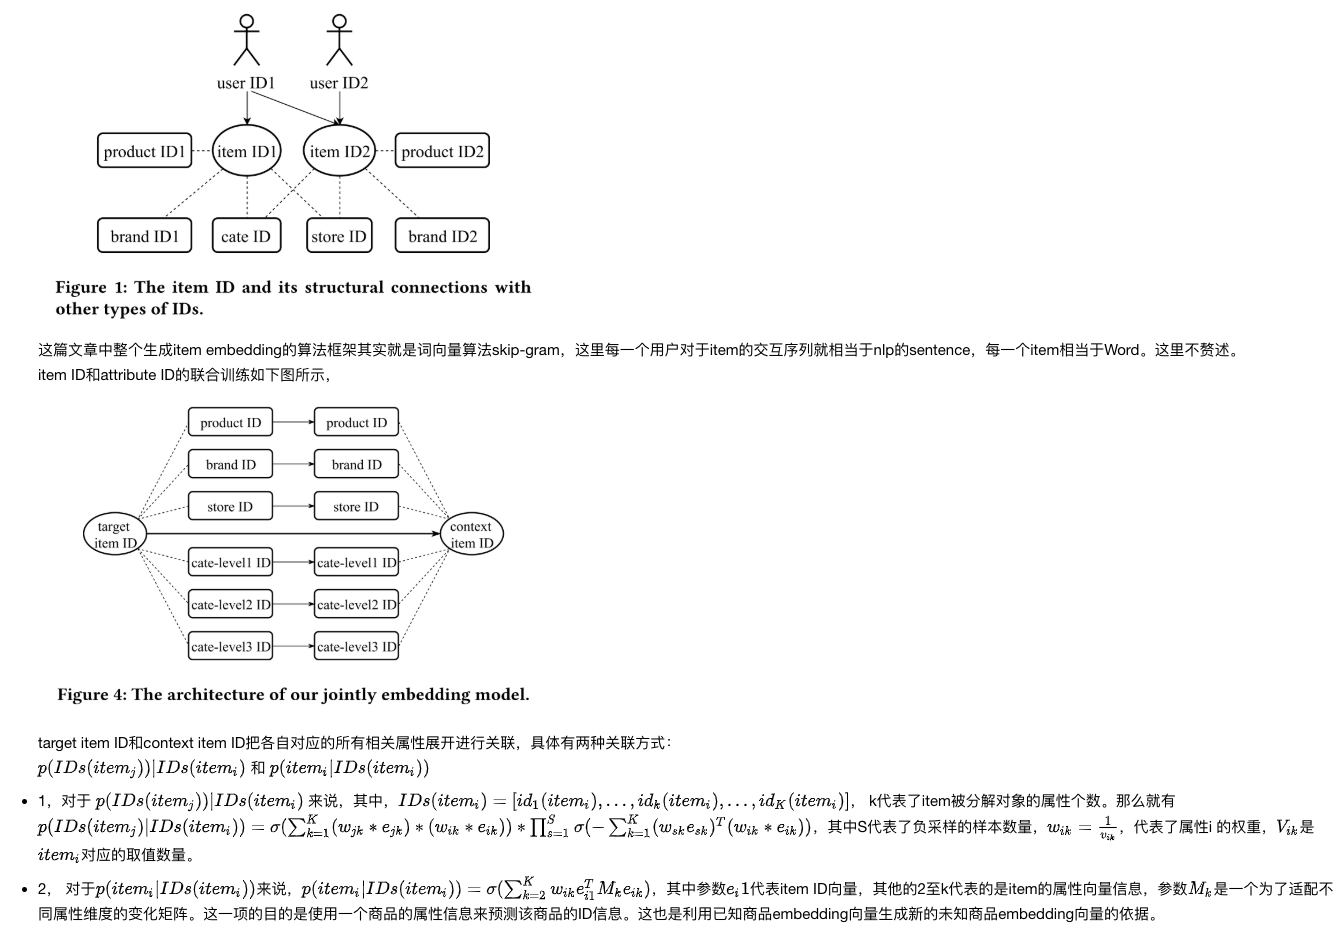 user ID1 user ID2
product ID1 item ID1 item ID2 product ID2
brand ID1 cate ID store ID brand ID2
Figure 1: The item ID and its structural connections with
other types of IDs.
这篇文章中整个生成item embedding的算法框架其实就是词向量算法skip-gram，这里每一个用户对于item的交互序列就相当于nlp的sentence，每一个item相当于Word。这里不赘述。
item ID和attribute ID的联合训练如下图所示，
product ID product ID
brand ID brand ID
store ID store ID
target
item ID
context
item ID
cate-level1 ID cate-level1 ID
cate-level2 ID cate-level2 ID
cate-level3 ID cate-level3 ID
Figure 4: The architecture of our jointly embedding model.
target item ID和context item ID把各自对应的所有相关属性展开进行关联，具体有两种关联方式：
$p(IDs(item_j))|IDs(item_i)$ 和 $p(item_i|IDs(item_i))$
• 1，对于 $p(IDs(item_j))|IDs(item_i)$ 来说，其中，$IDs(item_i) = [id_1(item_i), \ldots, id_k(item_i), \ldots, id_K(item_i)]$， k代表了item被分解对象的属性个数。那么就有
$p(IDs(item_j)|IDs(item_i)) = \sigma(\sum_{k=1}^{K}(w_{jk} * e_{jk}) * (w_{ik} * e_{ik})) * \prod_{s=1}^{S} \sigma(-\sum_{k=1}^{K}(w_{sk}e_{sk})^T(w_{ik} * e_{ik}))$，其中S代表了负采样的样本数量，$w_{ik} = \frac{1}{v_{ik}}$，代表了属性i 的权重，$V_{ik}$是
$item_i$对应的取值数量。
• 2， 对于$p(item_i|IDs(item_i))$来说，$p(item_i|IDs(item_i)) = \sigma(\sum_{k=2}^{K} w_{ik}e_{i1}^T M_k e_{ik})$，其中参数$e_i1$代表item ID向量，其他的2至k代表的是item的属性向量信息，参数$M_k$是一个为了适配不
同属性维度的变化矩阵。这一项的目的是使用一个商品的属性信息来预测该商品的ID信息。这也是利用已知商品embedding向量生成新的未知商品embedding向量的依据。